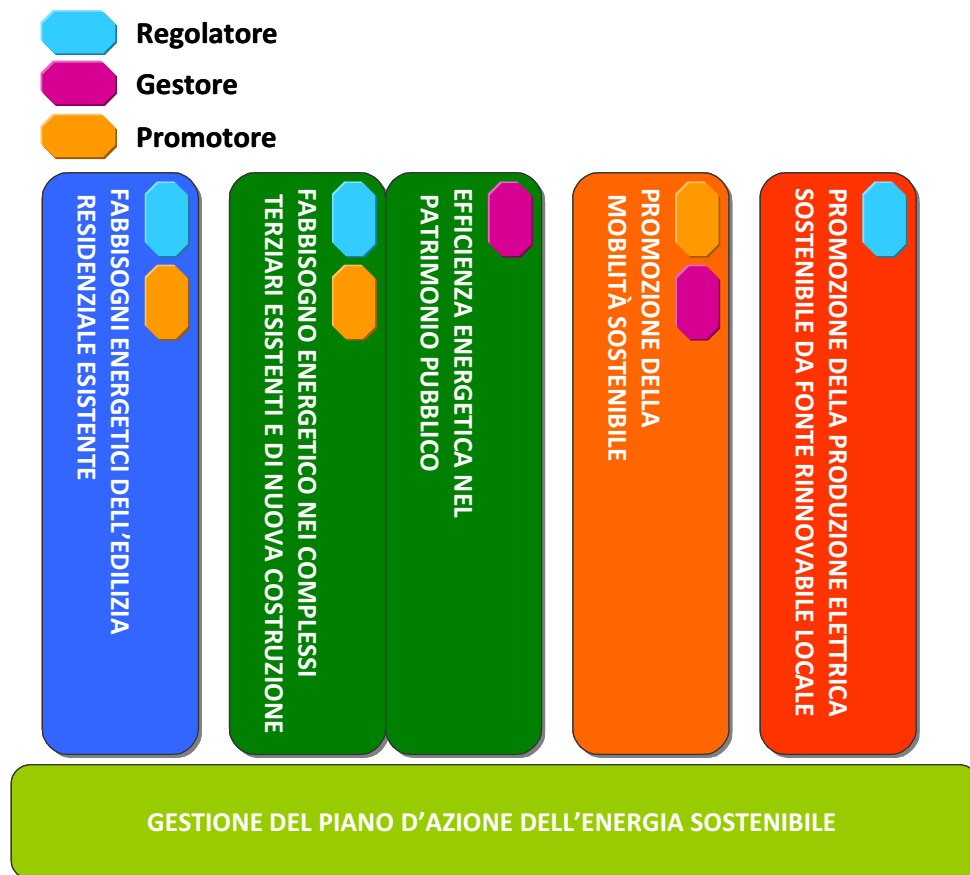 Regolatore
Gestore
Promotore
FABBISOGNI ENERGETICI DELL'EDILIZIA
RESIDENZIALE ESISTENTE
FABBISOGNO ENERGETICO NEI COMPLESSI
TERZIARI ESISTENTI E DI NUOVA COSTRUZIONE
EFFICIENZA ENERGETICA NEL
PATRIMONIO PUBBLICO
PROMOZIONE DELLA
MOBILITÀ SOSTENIBILE
PROMOZIONE DELLA PRODUZIONE ELETTRICA
SOSTENIBILE DA FONTE RINNOVABILE LOCALE
GESTIONE DEL PIANO D'AZIONE DELL'ENERGIA SOSTENIBILE